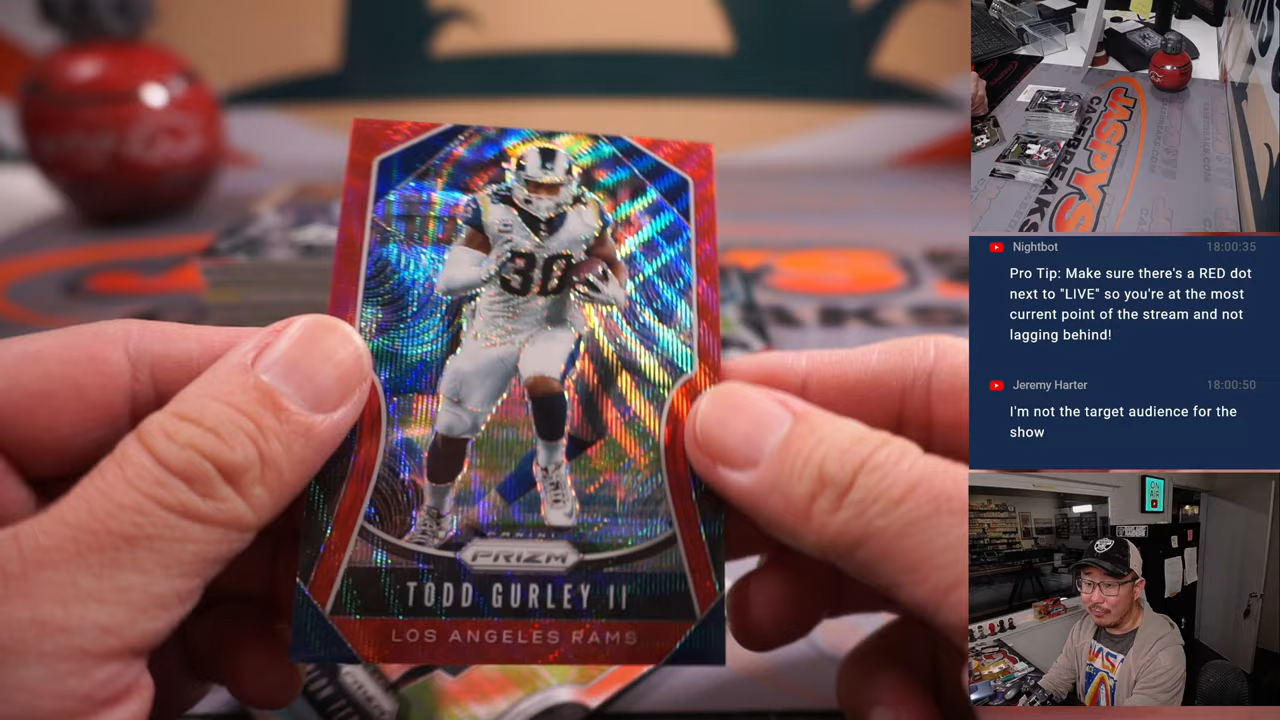 30
PANINI
PRIZM
TODD GURLEY II
LOS ANGELES RAMS
JASPYS
CASEBREAKS
Nightbot 18:00:35
Pro Tip: Make sure there's a RED dot
next to "LIVE" so you're at the most
current point of the stream and not
lagging behind!
Jeremy Harter 18:00:50
I'm not the target audience for the
show
ON
AIR